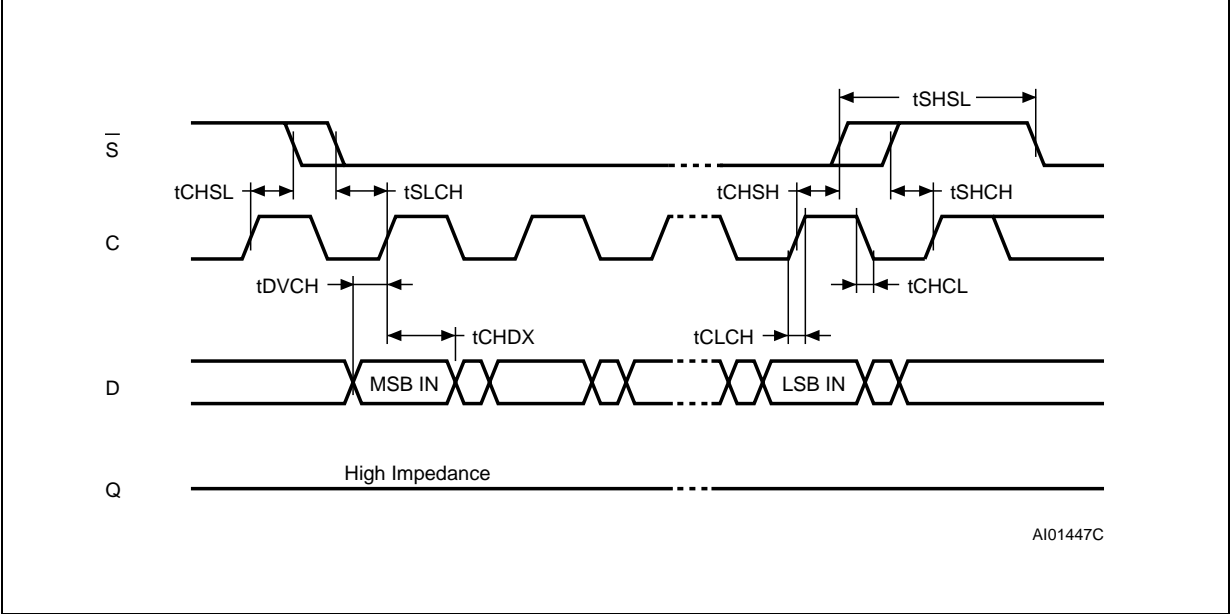 tSHSL
S̅
tCHSL
tSLCH
tCHSH
tSHCH
C
tDVCH
tCHCL
tCHDX
tCLCH
D
MSB IN
LSB IN
High Impedance
Q
AI01447C